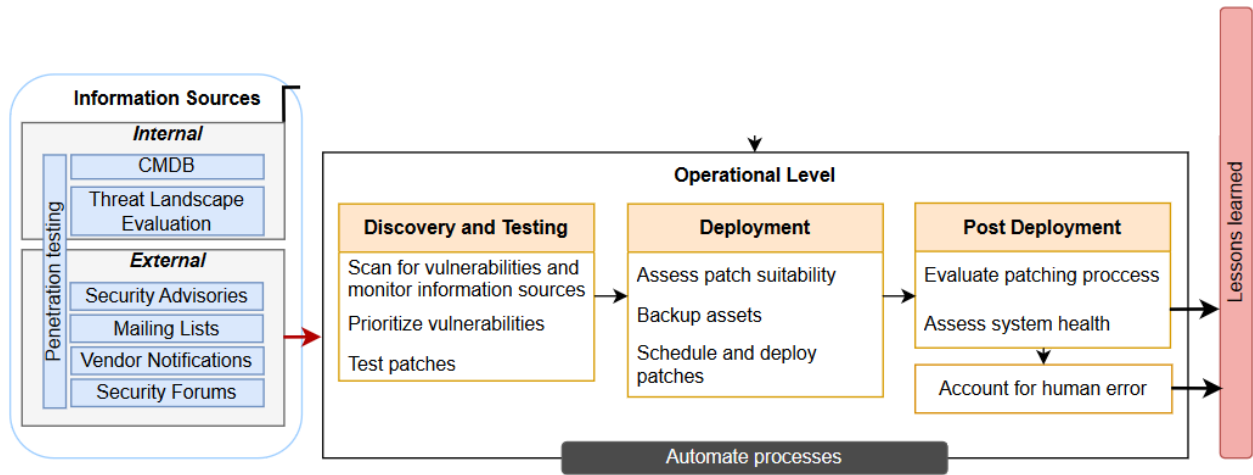 Information Sources
Internal
CMDB
Threat Landscape
Evaluation
Penetration testing
External
Security Advisories
Mailing Lists
Vendor Notifications
Security Forums
Operational Level
Discovery and Testing
Scan for vulnerabilities and
monitor information sources
Prioritize vulnerabilities
Test patches
Deployment
Assess patch suitability
Backup assets
Schedule and deploy
patches
Post Deployment
Evaluate patching proccess
Assess system health
Account for human error
Automate processes
Lessons learned